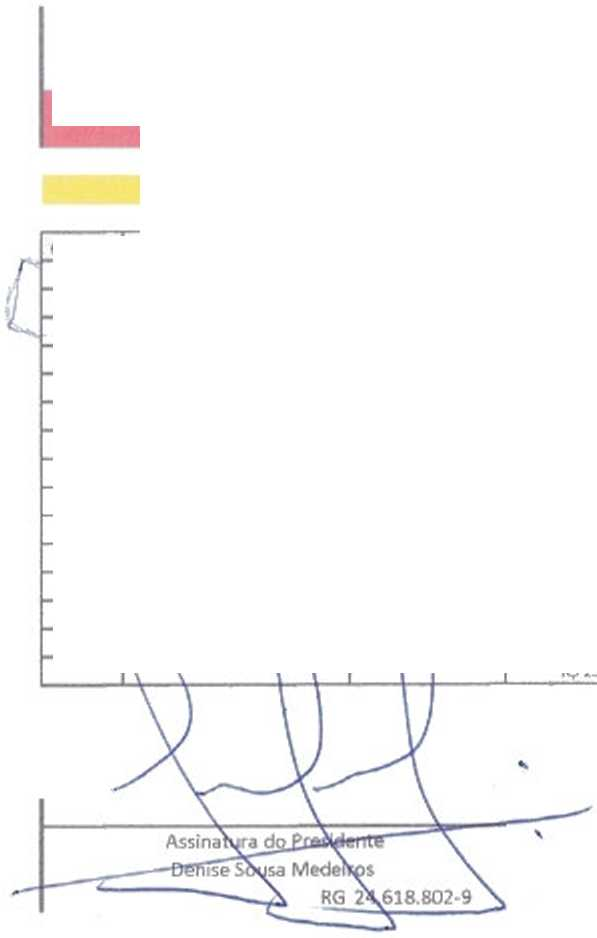 Assinatura do Presidente
Denise Sousa Medeiros
RG 24.618.802-9